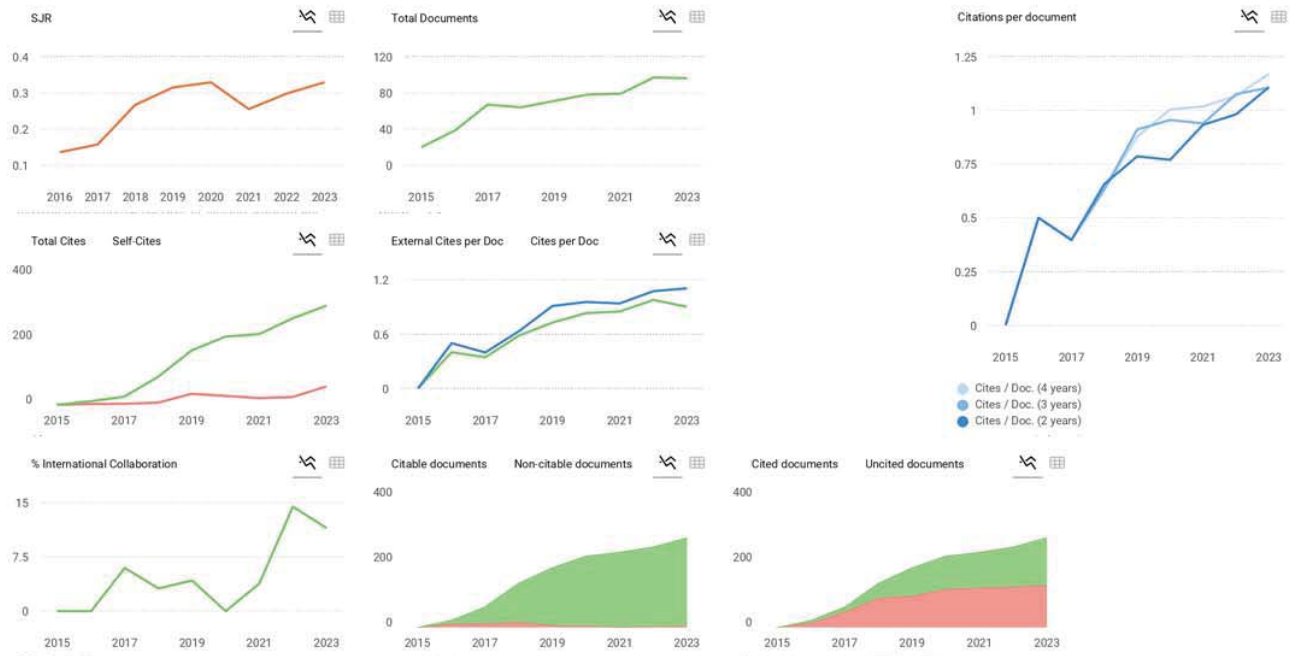 SJR
0.4
0.3
0.2
0.1
2016 2017 2018 2019 2020 2021 2022 2023
Total Documents
120
80
40
0
2015 2017 2019 2021 2023
Citations per document
1.25
1
0.75
0.5
0.25
0
2015 2017 2019 2021 2023
Cites / Doc. (4 years)
Cites / Doc. (3 years)
Cites / Doc. (2 years)
Total Cites Self-Cites
400
200
0
2015 2017 2019 2021 2023
External Cites per Doc Cites per Doc
1.2
0.6
0
2015 2017 2019 2021 2023
% International Collaboration
15
7.5
0
2015 2017 2019 2021 2023
Citable documents Non-citable documents
400
200
0
2015 2017 2019 2021 2023
Cited documents Uncited documents
400
200
0
2015 2017 2019 2021 2023